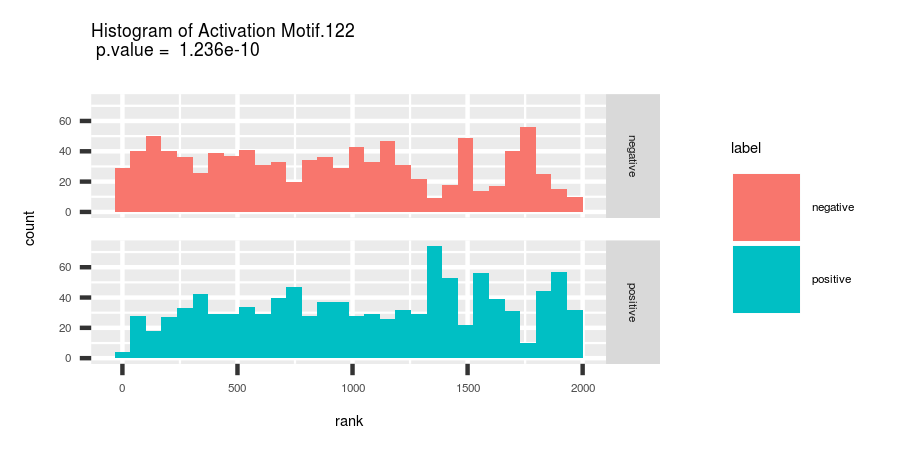 Histogram of Activation Motif.122
p.value =  1.236e-10
count
60
40
20
0
negative
60
40
20
0
positive
0 500 1000 1500 2000
rank
label
negative
positive